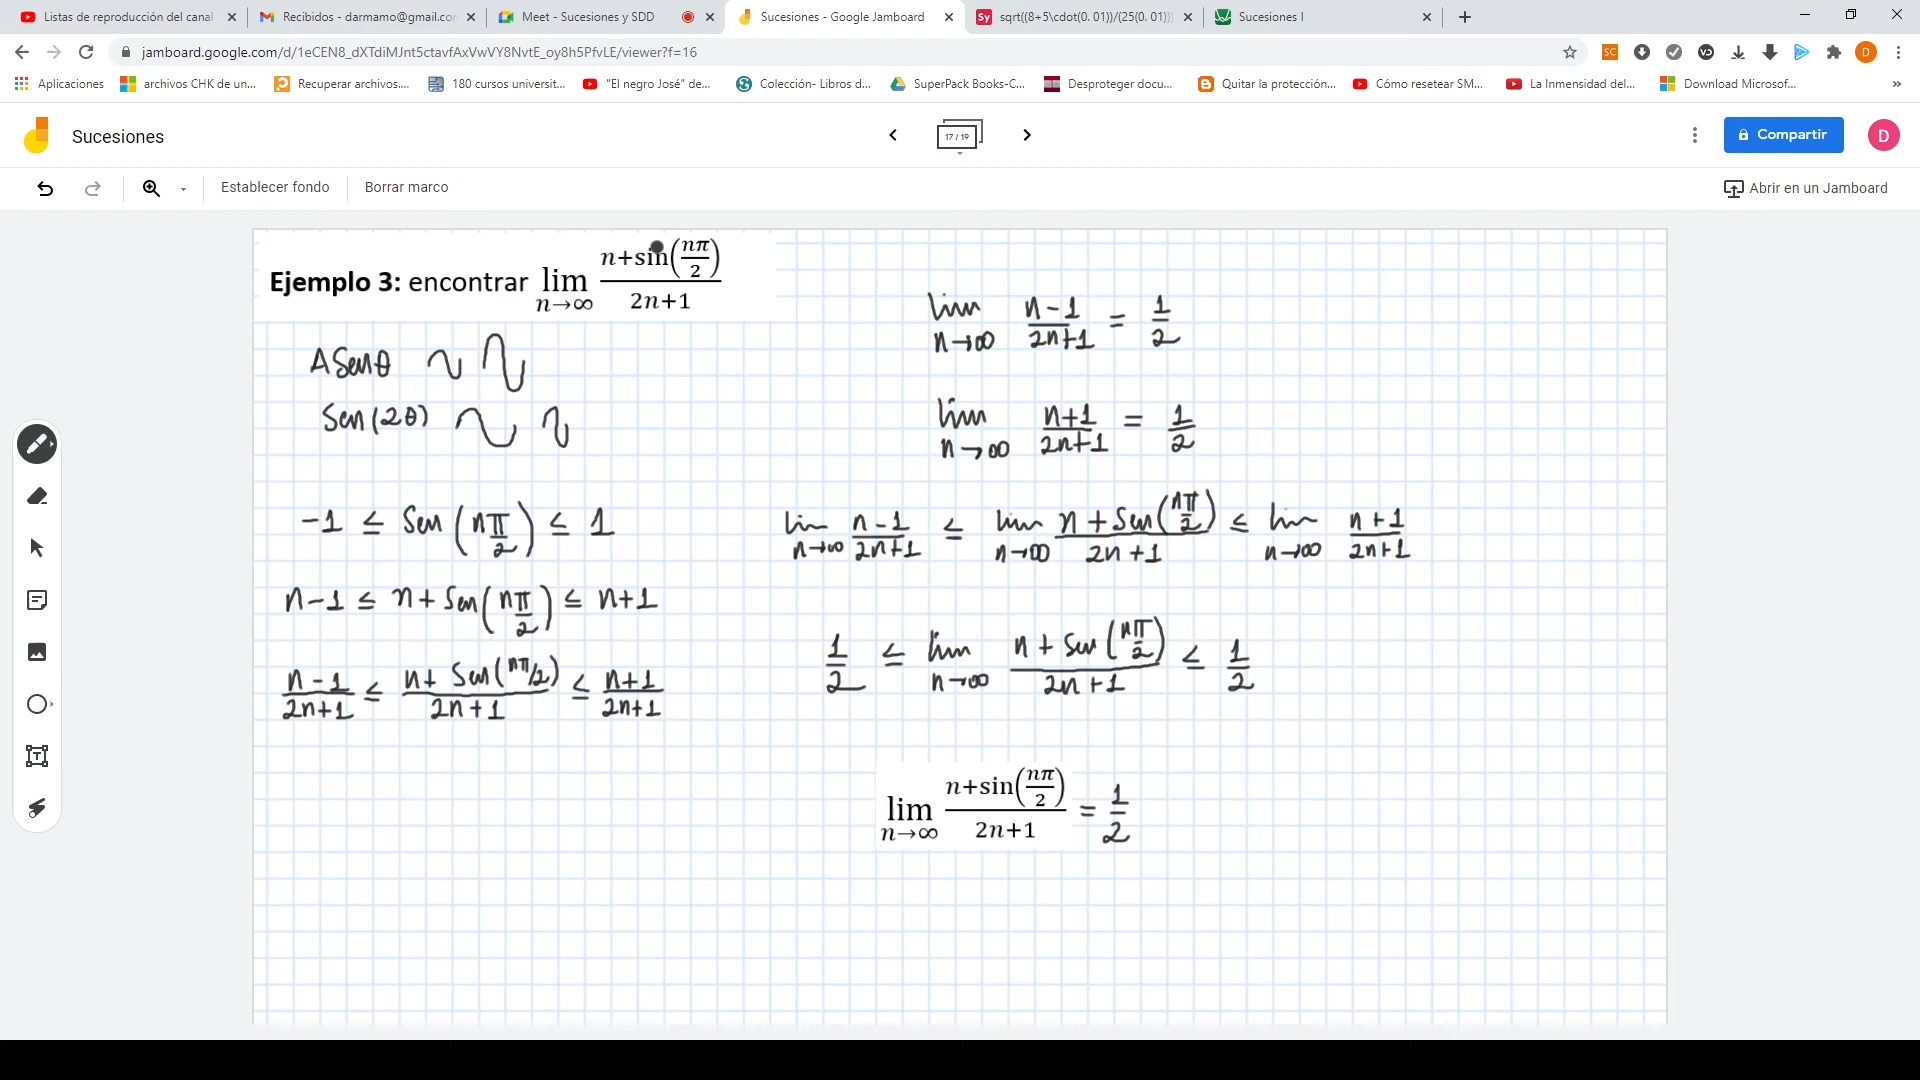 Listas de reproducción del canal
Recibidos - darmamo@gmail.co
Meet - Sucesiones y SDD
Sucesiones - Google Jamboard
sqrt((8+5\cdot(0. 01))/(25(0. 01)))
Sucesiones I
jamboard.google.com/d/1eCEN8_dXTdiMJnt5ctavfAxVwVY8NvtE_oy8h5PfvLE/viewer?f=16
Aplicaciones
archivos CHK de un...
Recuperar archivos....
180 cursos universit...
"El negro José" de...
Colección- Libros d...
SuperPack Books-C...
Desproteger docu...
Quitar la protección...
Cómo resetear SM...
La Inmensidad del...
Download Microsof...
Sucesiones
17 / 19
Compartir
D
Establecer fondo
Borrar marco
Abrir en un Jamboard
Ejemplo 3: encontrar lim n→∞ (n+sin(nπ/2))/(2n+1)
A Senθ
Sen(2θ)
-1 ≤ Sen(nπ/2) ≤ 1
n-1 ≤ n + Sen(nπ/2) ≤ n+1
(n-1)/(2n+1) ≤ (n + Sen(nπ/2))/(2n+1) ≤ (n+1)/(2n+1)
lim n→∞ (n-1)/(2n+1) = 1/2
lim n→∞ (n+1)/(2n+1) = 1/2
lim n→∞ (n-1)/(2n+1) ≤ lim n→∞ (n + Sen(nπ/2))/(2n+1) ≤ lim n→∞ (n+1)/(2n+1)
1/2 ≤ lim n→∞ (n + Sen(nπ/2))/(2n+1) ≤ 1/2
lim n→∞ (n+sin(nπ/2))/(2n+1) = 1/2